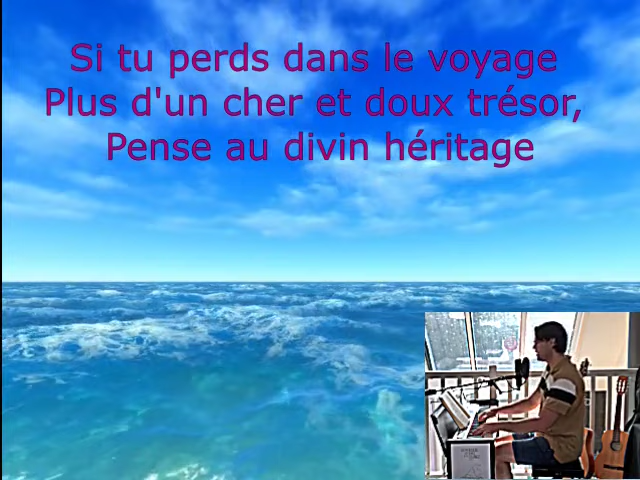 Si tu perds dans le voyage
Plus d'un cher et doux trésor,
Pense au divin héritage